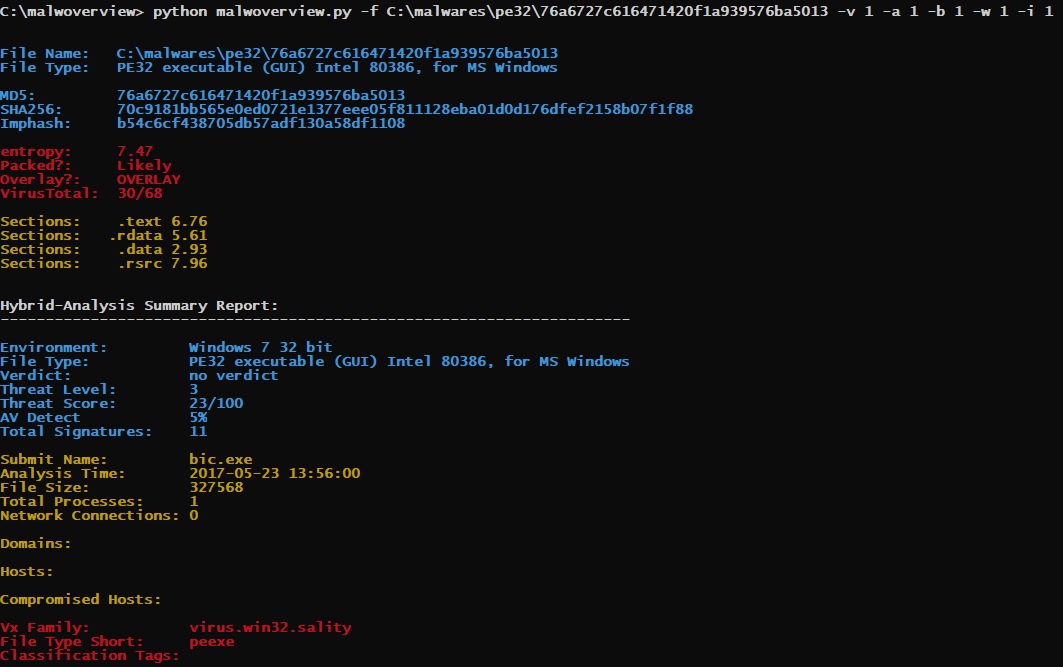 C:\malwoverview> python malwoverview.py -f C:\malwares\pe32\76a6727c616471420f1a939576ba5013 -v 1 -a 1 -b 1 -w 1 -i 1
File Name: C:\malwares\pe32\76a6727c616471420f1a939576ba5013
File Type: PE32 executable (GUI) Intel 80386, for MS Windows
MD5: 76a6727c616471420f1a939576ba5013
SHA256: 70c9181bb565e0ed0721e1377eee05f811128eba01d0d176dfef2158b07f1f88
Imphash: b54c6cf438705db57adf130a58df1108
entropy: 7.47
Packed?: Likely
Overlay?: OVERLAY
VirusTotal: 30/68
Sections: .text 6.76
Sections: .rdata 5.61
Sections: .data 2.93
Sections: .rsrc 7.96
Hybrid-Analysis Summary Report:
----------------------------------------------------------------------
Environment: Windows 7 32 bit
File Type: PE32 executable (GUI) Intel 80386, for MS Windows
Verdict: no verdict
Threat Level: 3
Threat Score: 23/100
AV Detect 5%
Total Signatures: 11
Submit Name: bic.exe
Analysis Time: 2017-05-23 13:56:00
File Size: 327568
Total Processes: 1
Network Connections: 0
Domains:
Hosts:
Compromised Hosts:
Vx Family: virus.win32.sality
File Type Short: peexe
Classification Tags: